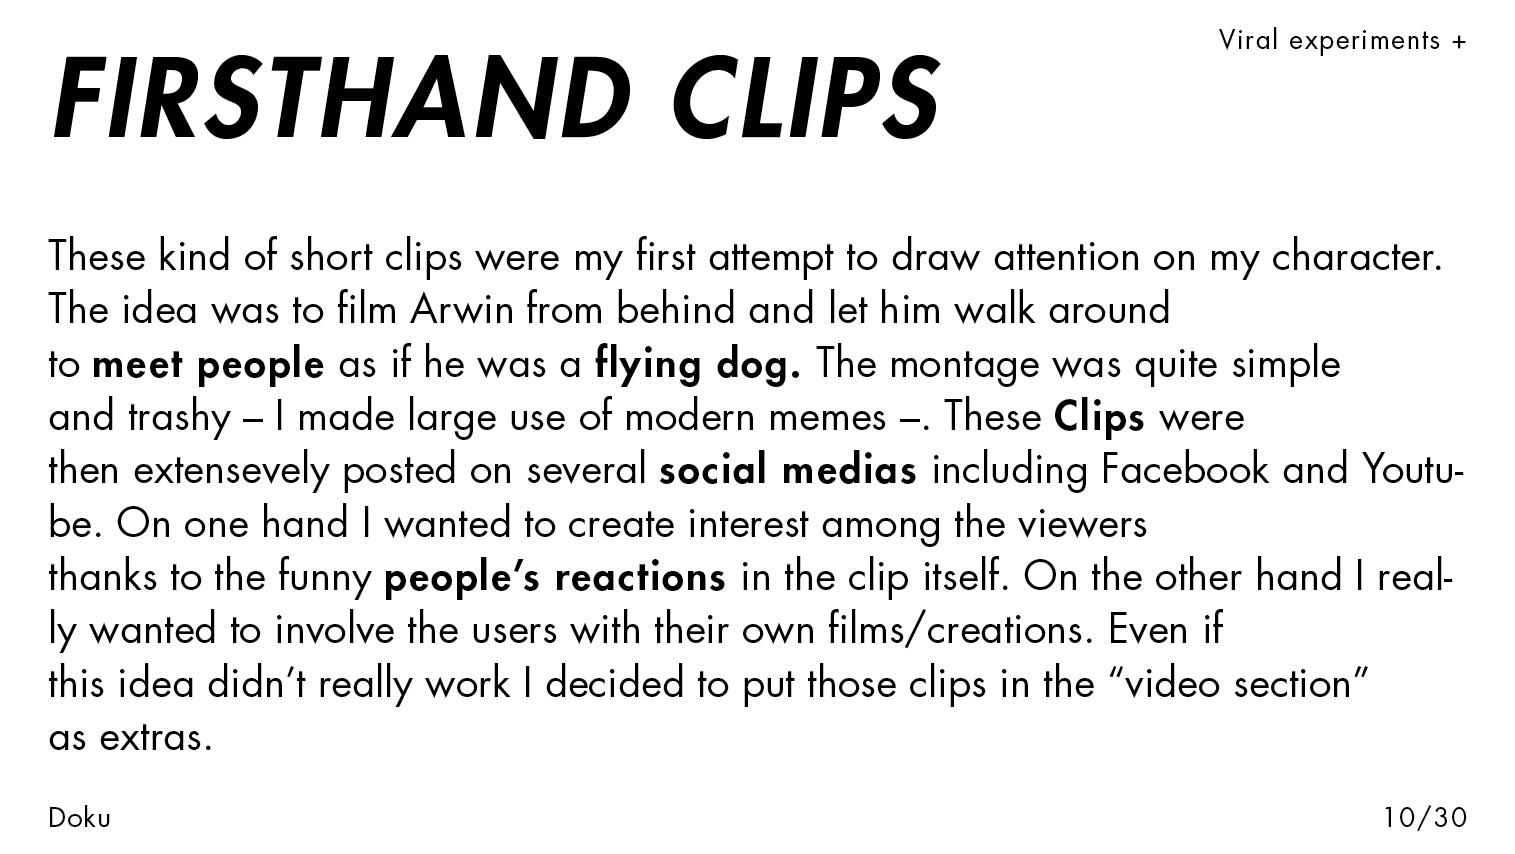 Viral experiments +
FIRSTHAND CLIPS
These kind of short clips were my first attempt to draw attention on my character.
The idea was to film Arwin from behind and let him walk around
to meet people as if he was a flying dog. The montage was quite simple
and trashy – I made large use of modern memes –. These Clips were
then extensevely posted on several social medias including Facebook and Youtu-
be. On one hand I wanted to create interest among the viewers
thanks to the funny people’s reactions in the clip itself. On the other hand I real-
ly wanted to involve the users with their own films/creations. Even if
this idea didn’t really work I decided to put those clips in the “video section”
as extras.
Doku
10/30